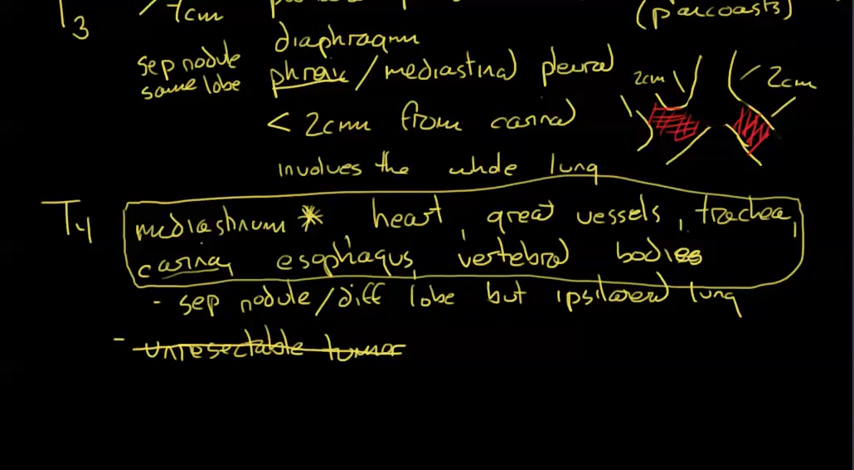 T3 > 7cm
(pancoasts)
diaphragm
sep nodule
same lobe
phrenic / mediastinal pleural
2cm
2cm
< 2cm from carina
involves the whole lung
T4
mediastinum * heart, great vessels, trachea,
carina, esophagus, vertebral bodies
- sep nodule / diff lobe but ipsilateral lung
- unresectable tumor